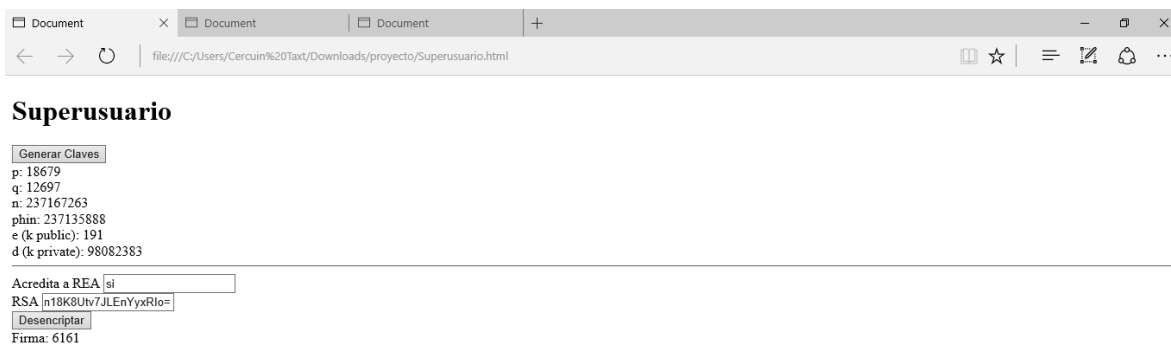 Document Document Document
file:///C:/Users/Cercuin%20Taxt/Downloads/proyecto/Superusuario.html
Superusuario
Generar Claves
p: 18679
q: 12697
n: 237167263
phin: 237135888
e (k public): 191
d (k private): 98082383
Acredita a REA si
RSA n18K8Utv7JLEnYyxRIo=
Desencriptar
Firma: 6161